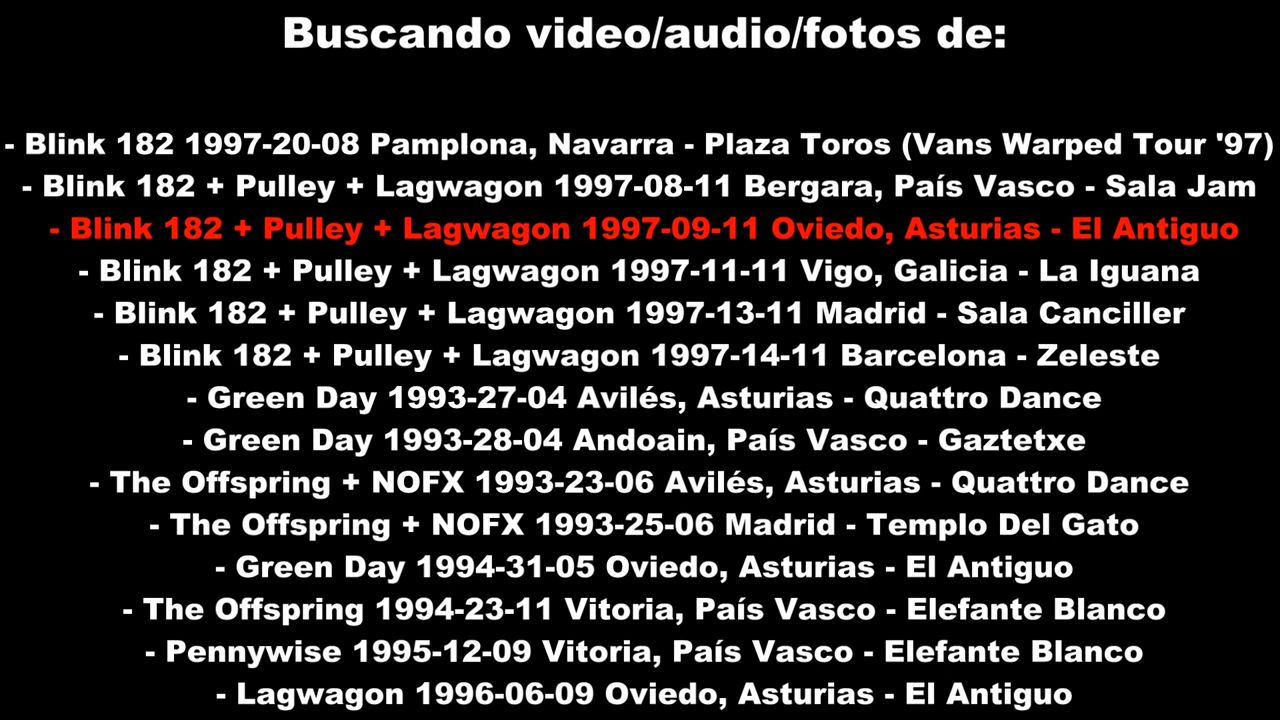 Buscando video/audio/fotos de:
- Blink 182 1997-20-08 Pamplona, Navarra - Plaza Toros (Vans Warped Tour '97)
- Blink 182 + Pulley + Lagwagon 1997-08-11 Bergara, País Vasco - Sala Jam
- Blink 182 + Pulley + Lagwagon 1997-09-11 Oviedo, Asturias - El Antiguo
- Blink 182 + Pulley + Lagwagon 1997-11-11 Vigo, Galicia - La Iguana
- Blink 182 + Pulley + Lagwagon 1997-13-11 Madrid - Sala Canciller
- Blink 182 + Pulley + Lagwagon 1997-14-11 Barcelona - Zeleste
- Green Day 1993-27-04 Avilés, Asturias - Quattro Dance
- Green Day 1993-28-04 Andoain, País Vasco - Gaztetxe
- The Offspring + NOFX 1993-23-06 Avilés, Asturias - Quattro Dance
- The Offspring + NOFX 1993-25-06 Madrid - Templo Del Gato
- Green Day 1994-31-05 Oviedo, Asturias - El Antiguo
- The Offspring 1994-23-11 Vitoria, País Vasco - Elefante Blanco
- Pennywise 1995-12-09 Vitoria, País Vasco - Elefante Blanco
- Lagwagon 1996-06-09 Oviedo, Asturias - El Antiguo